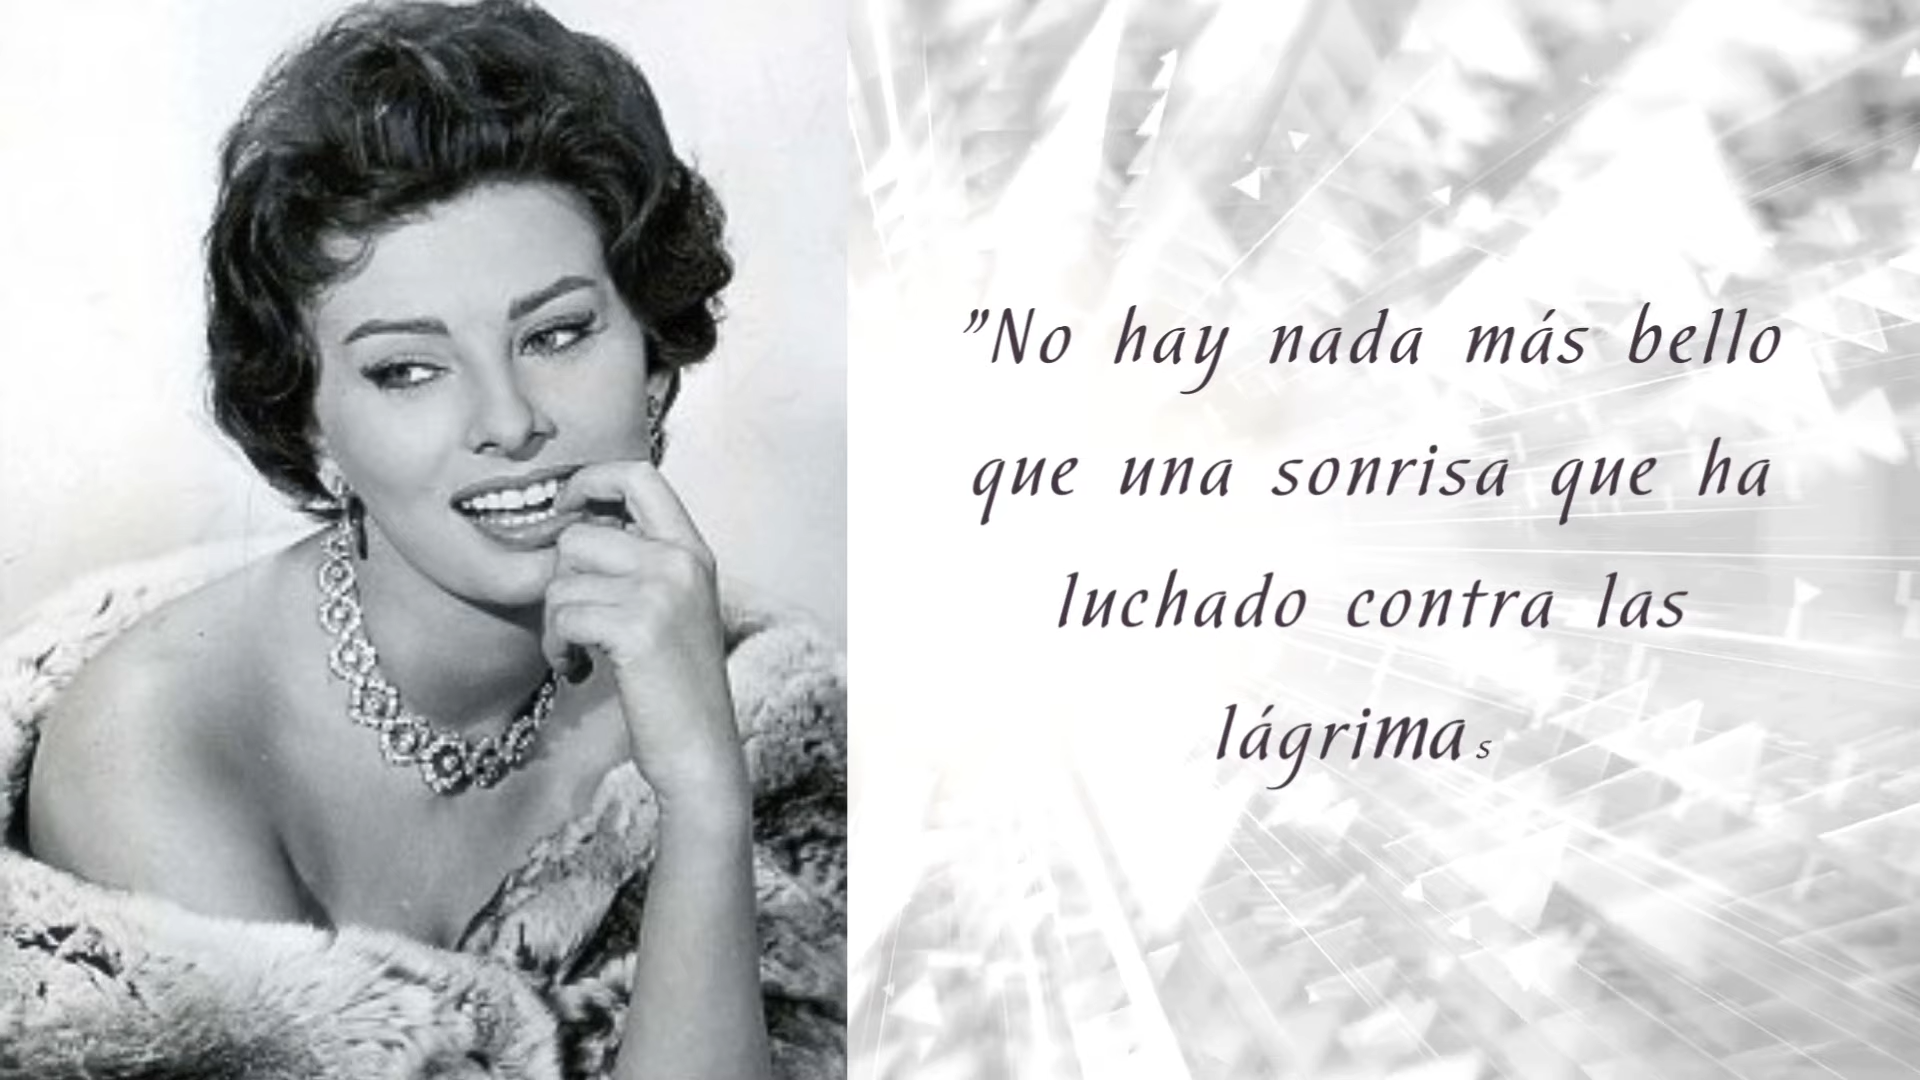 ”No hay nada más bello
que una sonrisa que ha
luchado contra las
lágrimas